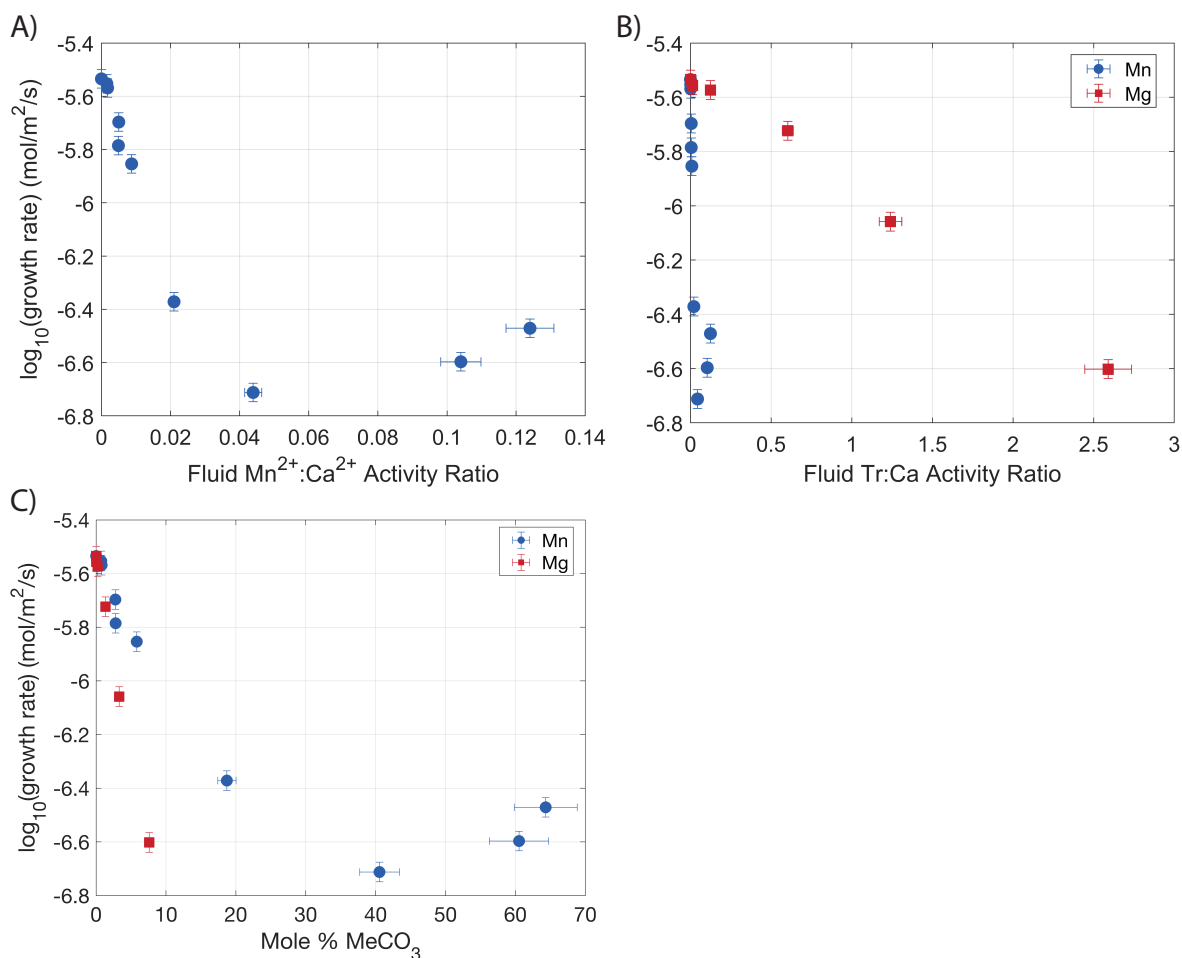 A)
-5.4
-5.6
-5.8
-6
-6.2
-6.4
-6.6
-6.8
log10(growth rate) (mol/m2/s)
0 0.02 0.04 0.06 0.08 0.1 0.12 0.14
Fluid Mn2+:Ca2+ Activity Ratio
B)
Mn
Mg
-5.4
-5.6
-5.8
-6
-6.2
-6.4
-6.6
-6.8
0 0.5 1 1.5 2 2.5 3
Fluid Tr:Ca Activity Ratio
C)
Mn
Mg
-5.4
-5.6
-5.8
-6
-6.2
-6.4
-6.6
-6.8
log10(growth rate) (mol/m2/s)
0 10 20 30 40 50 60 70
Mole % MeCO3